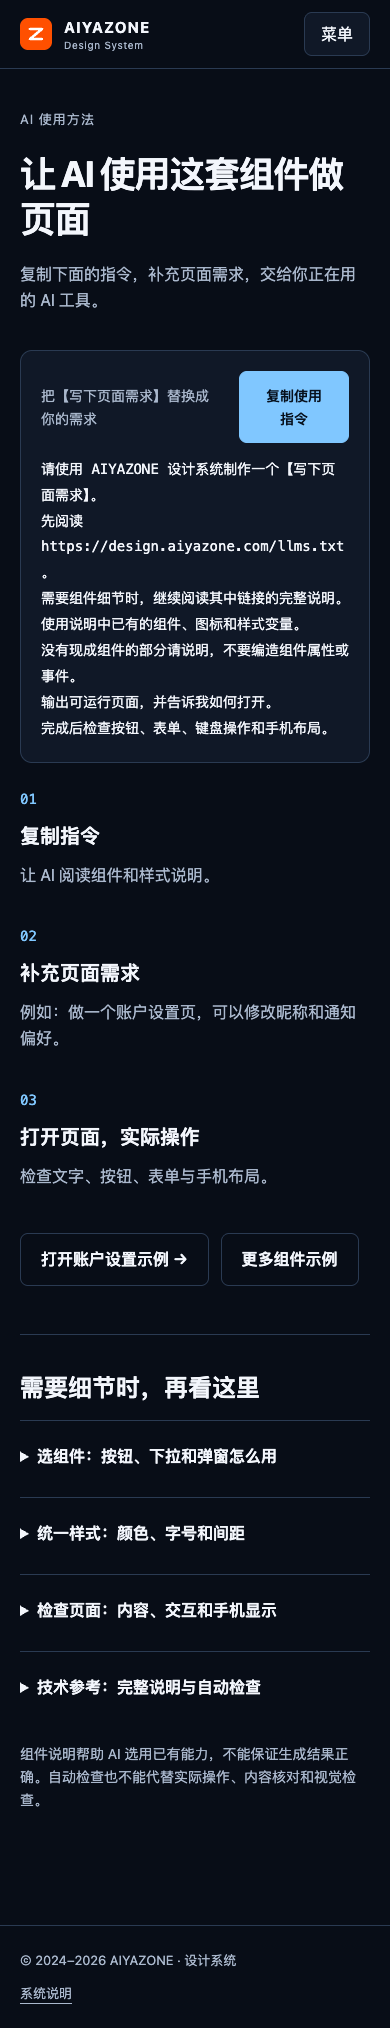 AIYAZONE
Design System
菜单
AI 使用方法
让 AI 使用这套组件做
页面
复制下面的指令，补充页面需求，交给你正在用
的 AI 工具。
把【写下页面需求】替换成
你的需求
复制使用
指令
请使用 AIYAZONE 设计系统制作一个【写下页
面需求】。
先阅读
https://design.aiyazone.com/llms.txt
。
需要组件细节时，继续阅读其中链接的完整说明。
使用说明中已有的组件、图标和样式变量。
没有现成组件的部分请说明，不要编造组件属性或
事件。
输出可运行页面，并告诉我如何打开。
完成后检查按钮、表单、键盘操作和手机布局。
01
复制指令
让 AI 阅读组件和样式说明。
02
补充页面需求
例如：做一个账户设置页，可以修改昵称和通知
偏好。
03
打开页面，实际操作
检查文字、按钮、表单与手机布局。
打开账户设置示例 →
更多组件示例
需要细节时，再看这里
▶ 选组件：按钮、下拉和弹窗怎么用
▶ 统一样式：颜色、字号和间距
▶ 检查页面：内容、交互和手机显示
▶ 技术参考：完整说明与自动检查
组件说明帮助 AI 选用已有能力，不能保证生成结果正
确。自动检查也不能代替实际操作、内容核对和视觉检
查。
© 2024–2026 AIYAZONE · 设计系统
系统说明